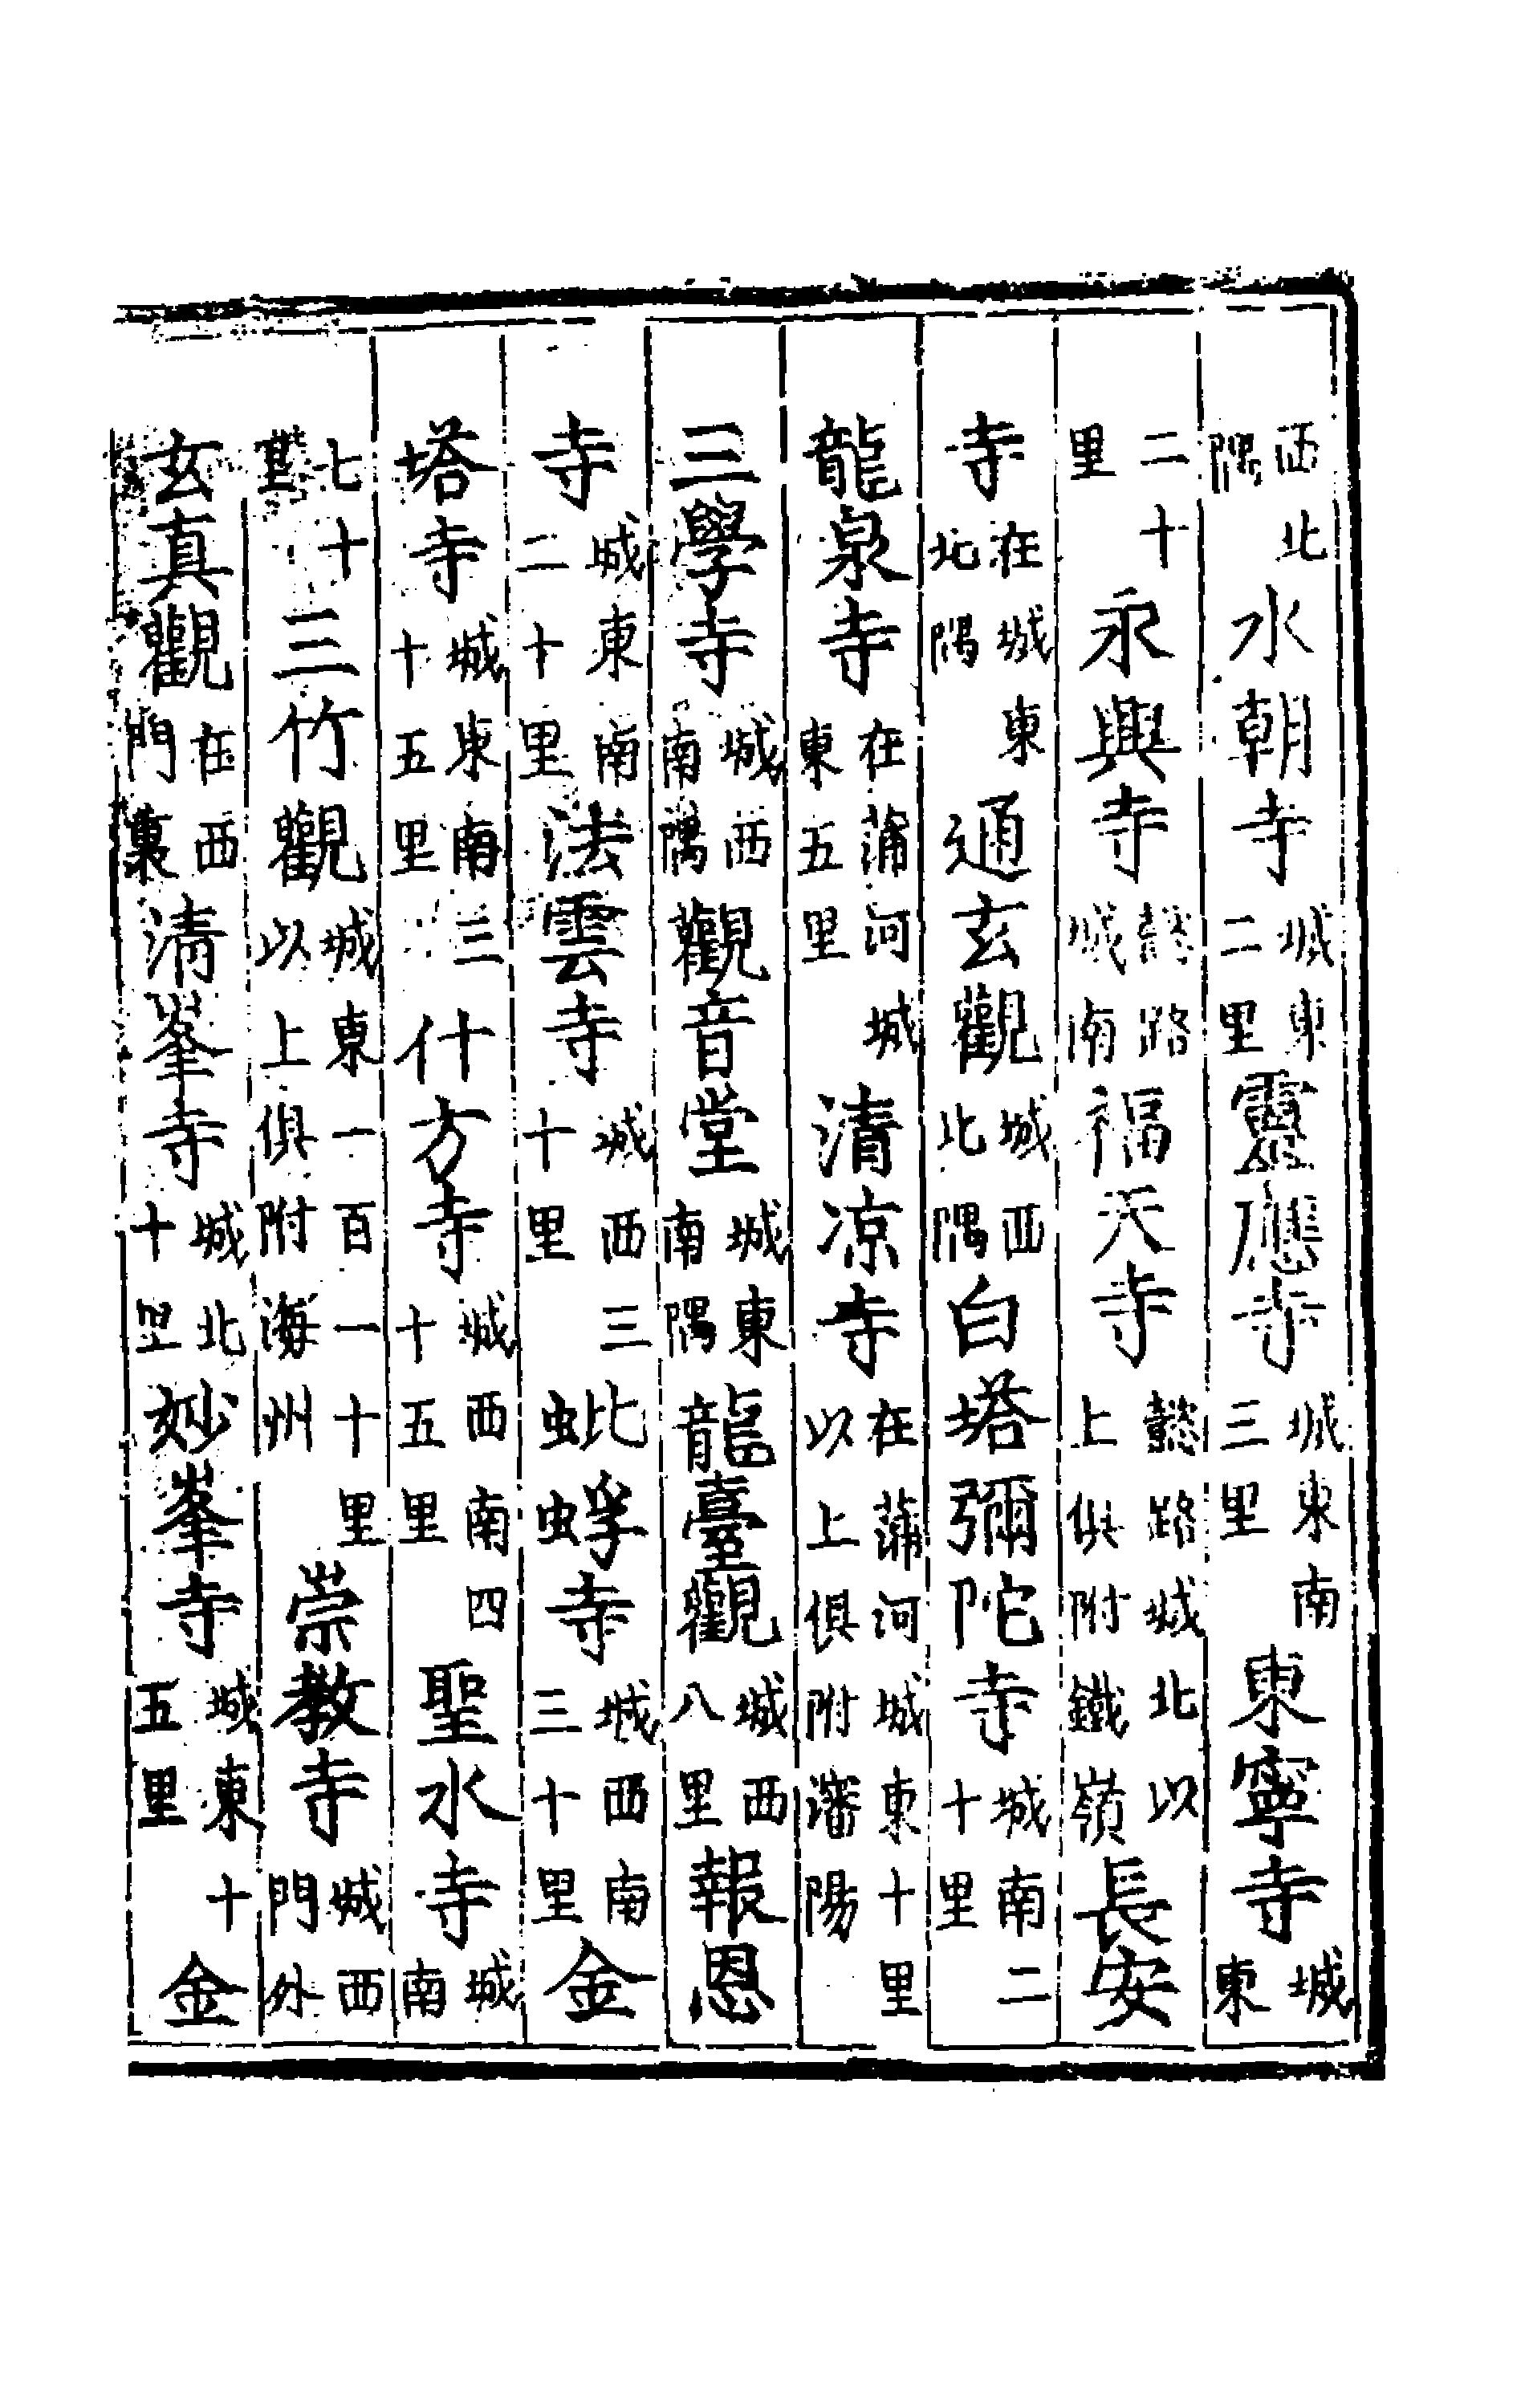 西北隅水朝寺城東二里靈應寺城東南三里東寧寺城東
二十里永興寺懿路城南福天寺懿路城北以上俱附鐵嶺長安
寺在城東北隅通玄觀城西北隅白塔彌陀寺城南二十里
龍泉寺在蒲河城東五里清凉寺在蒲河城東十里以上俱附瀋陽
三學寺城西南隅觀音堂城東南隅龍臺觀城西八里報恩
寺城東南二十里法雲寺城西三十里蚍蜉寺城西南三十里金
塔寺城東南三十五里什方寺城西南四十五里聖水寺城南
七十里三竹觀城東一百一十里以上俱附海州崇教寺城西門外
玄真觀在西門裏清峯寺城北十里妙峯寺城東十五里金